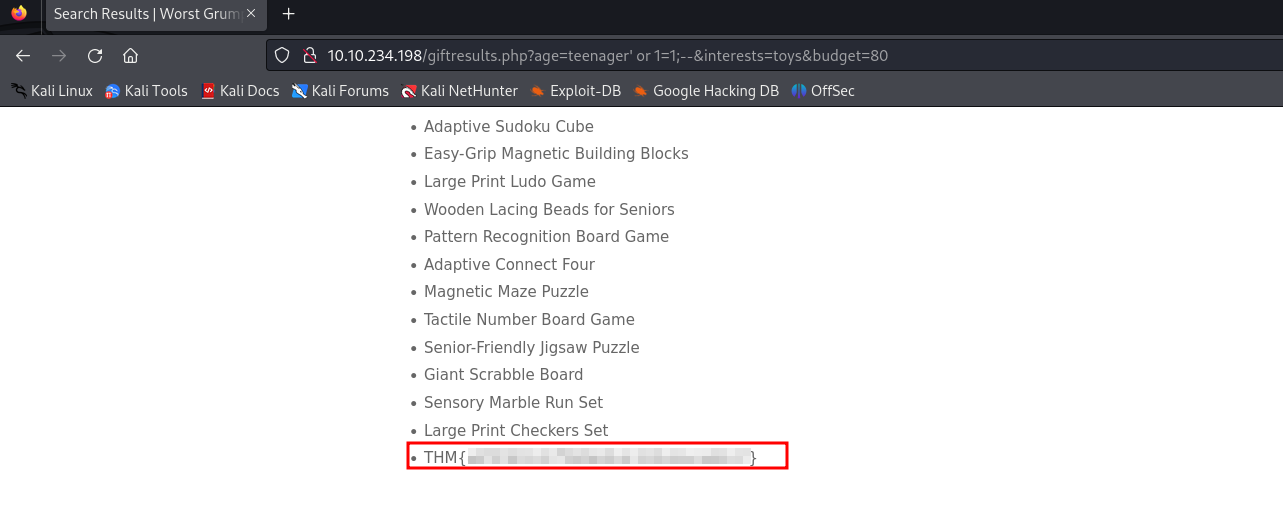 Search Results | Worst Grum
10.10.234.198/giftresults.php?age=teenager' or 1=1;--&interests=toys&budget=80
Kali Linux Kali Tools Kali Docs Kali Forums Kali NetHunter Exploit-DB Google Hacking DB OffSec
Adaptive Sudoku Cube
Easy-Grip Magnetic Building Blocks
Large Print Ludo Game
Wooden Lacing Beads for Seniors
Pattern Recognition Board Game
Adaptive Connect Four
Magnetic Maze Puzzle
Tactile Number Board Game
Senior-Friendly Jigsaw Puzzle
Giant Scrabble Board
Sensory Marble Run Set
Large Print Checkers Set
THM{ }